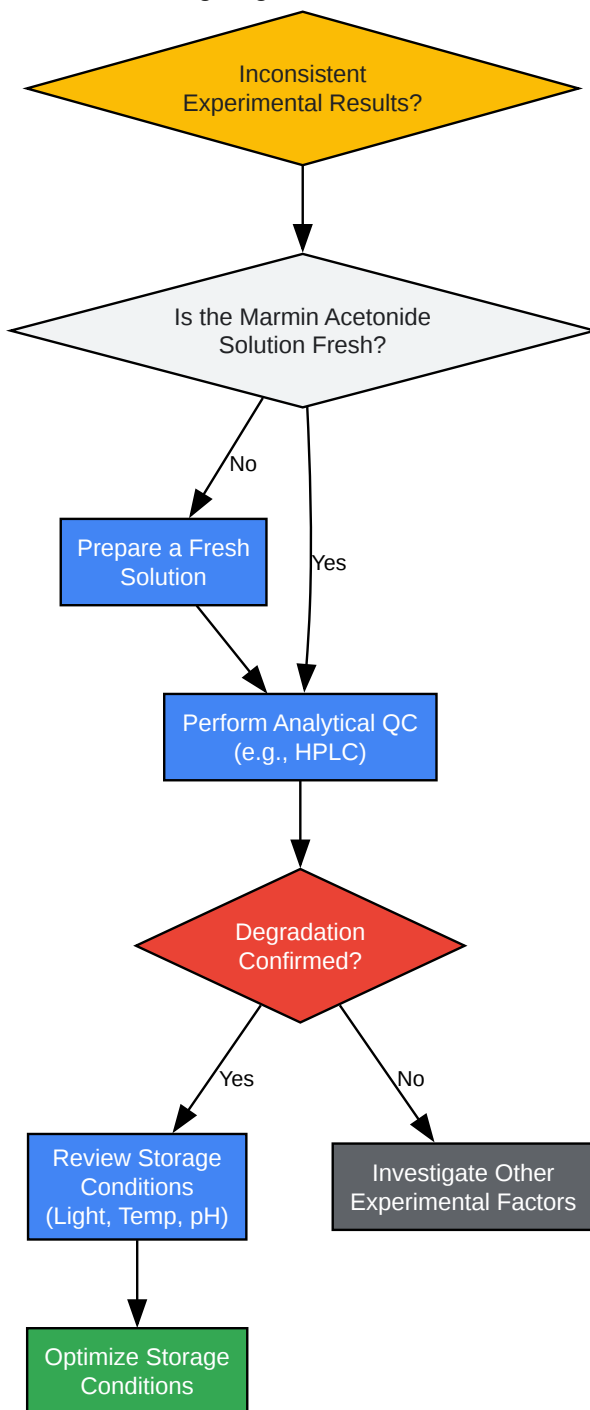 Inconsistent
Experimental Results?
Is the Marmin Acetonide
Solution Fresh?
No
Prepare a Fresh
Solution
Yes
Perform Analytical QC
(e.g., HPLC)
Degradation
Confirmed?
Yes
No
Review Storage
Conditions
(Light, Temp, pH)
Investigate Other
Experimental Factors
Optimize Storage
Conditions